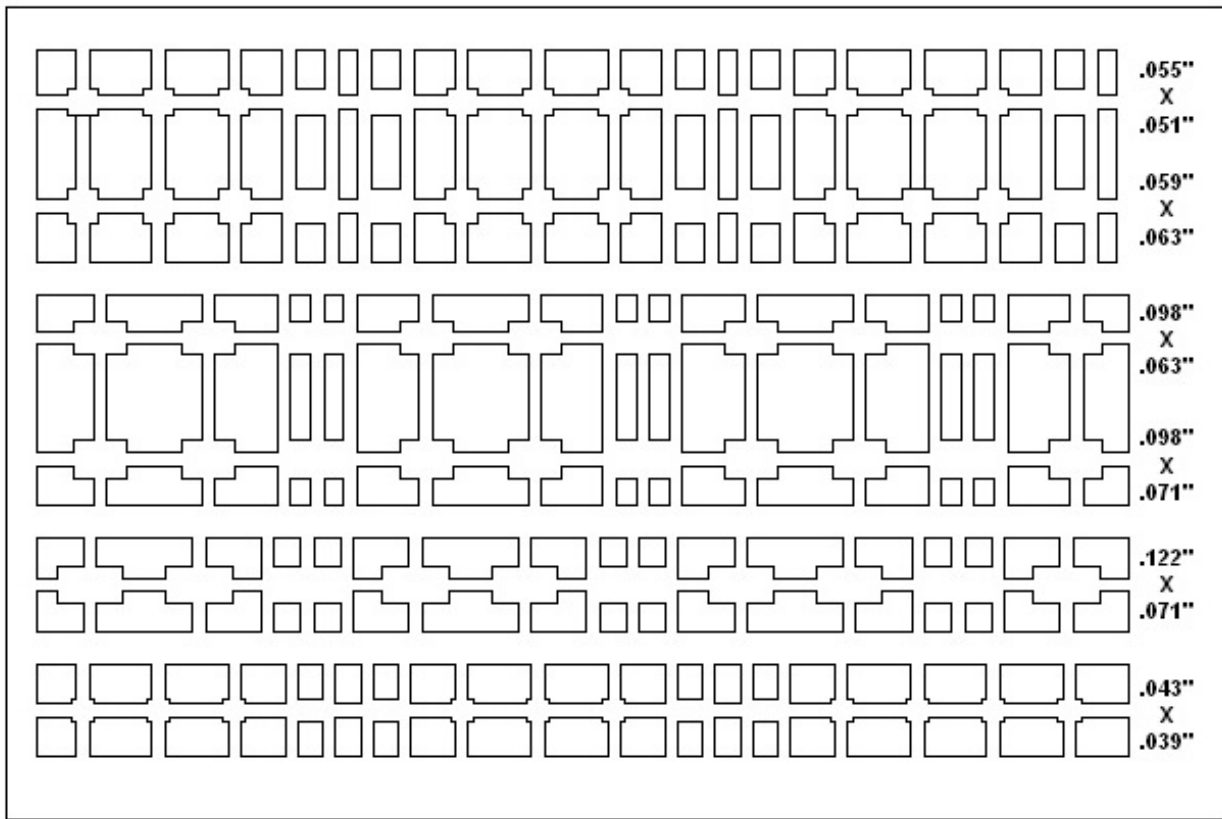 .055"
X
.051"
.059"
X
.063"
.098"
X
.063"
.098"
X
.071"
.122"
X
.071"
.043"
X
.039"